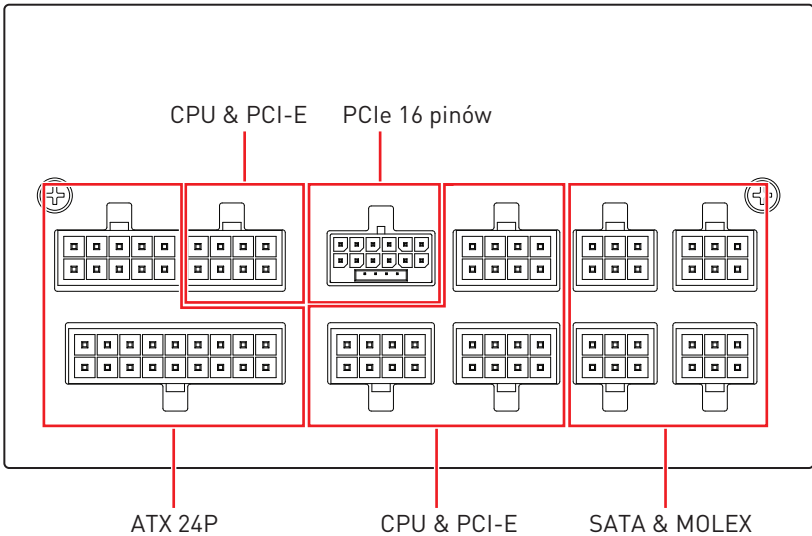 CPU & PCI-E
PCIe 16 pinów
ATX 24P
CPU & PCI-E
SATA & MOLEX